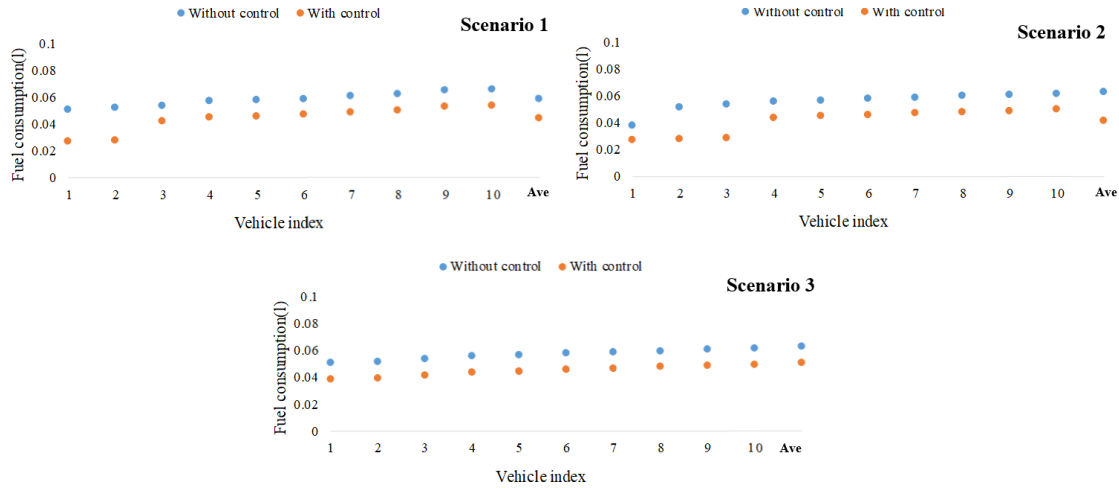 Without control With control
Scenario 1
Fuel consumption(l)
0.1
0.08
0.06
0.04
0.02
0
1 2 3 4 5 6 7 8 9 10 Ave
Vehicle index
Without control With control
Scenario 2
Fuel consumption(l)
0.1
0.08
0.06
0.04
0.02
0
1 2 3 4 5 6 7 8 9 10 Ave
Vehicle index
Without control With control
Scenario 3
Fuel consumption(l)
0.1
0.08
0.06
0.04
0.02
0
1 2 3 4 5 6 7 8 9 10 Ave
Vehicle index